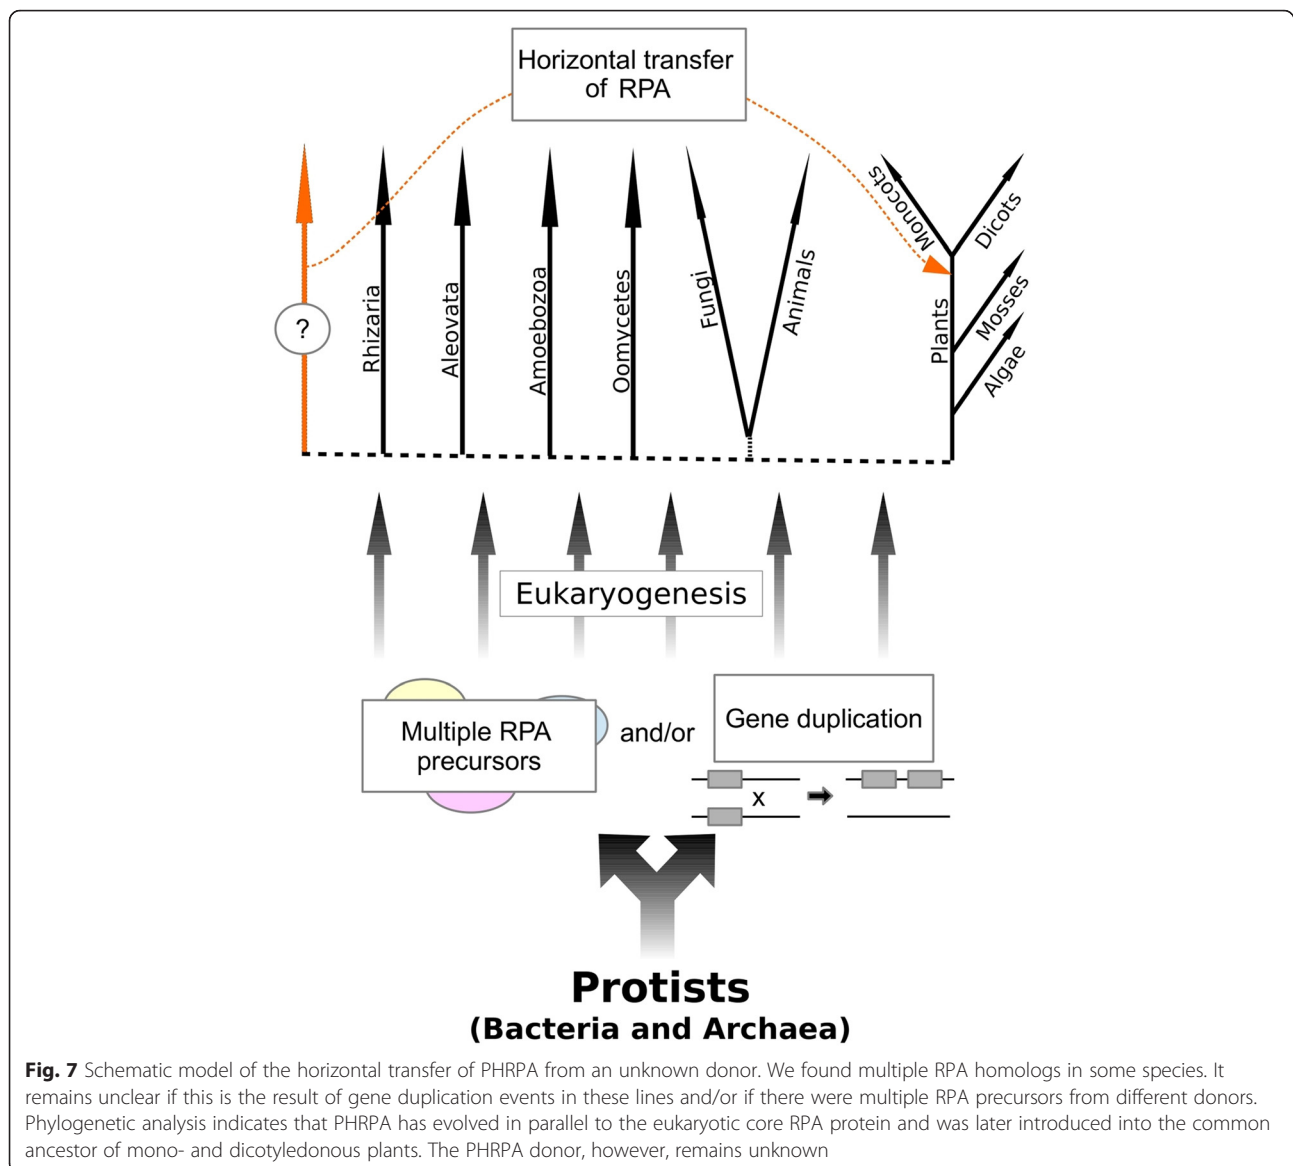 Horizontal transfer
of RPA
?
Rhizaria
Aleovata
Amoebozoa
Oomycetes
Fungi
Animals
Plants
Monocots
Dicots
Mosses
Algae
Eukaryogenesis
Multiple RPA
precursors
and/or
Gene duplication
x
Protists
(Bacteria and Archaea)
Fig. 7 Schematic model of the horizontal transfer of PHRPA from an unknown donor. We found multiple RPA homologs in some species. It
remains unclear if this is the result of gene duplication events in these lines and/or if there were multiple RPA precursors from different donors.
Phylogenetic analysis indicates that PHRPA has evolved in parallel to the eukaryotic core RPA protein and was later introduced into the common
ancestor of mono- and dicotyledonous plants. The PHRPA donor, however, remains unknown